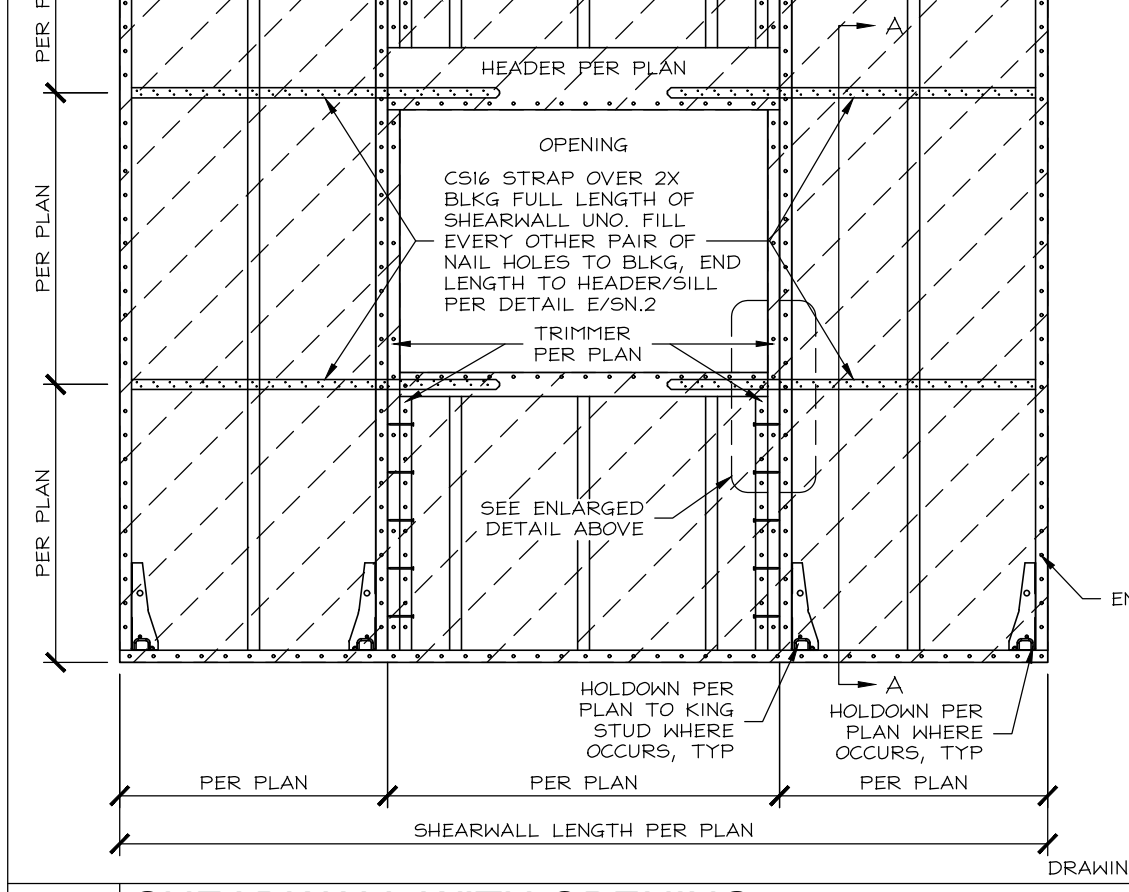 PER
A
HEADER PER PLAN
OPENING
CS16 STRAP OVER 2X
BLKG FULL LENGTH OF
SHEARWALL UNO. FILL
EVERY OTHER PAIR OF
NAIL HOLES TO BLKG, END
LENGTH TO HEADER/SILL
PER DETAIL E/SN.2
PER PLAN
TRIMMER
PER PLAN
PER PLAN
SEE ENLARGED
DETAIL ABOVE
A
HOLDOWN PER
PLAN TO KING
STUD WHERE
OCCURS, TYP
HOLDOWN PER
PLAN WHERE
OCCURS, TYP
PER PLAN
PER PLAN
PER PLAN
SHEARWALL LENGTH PER PLAN